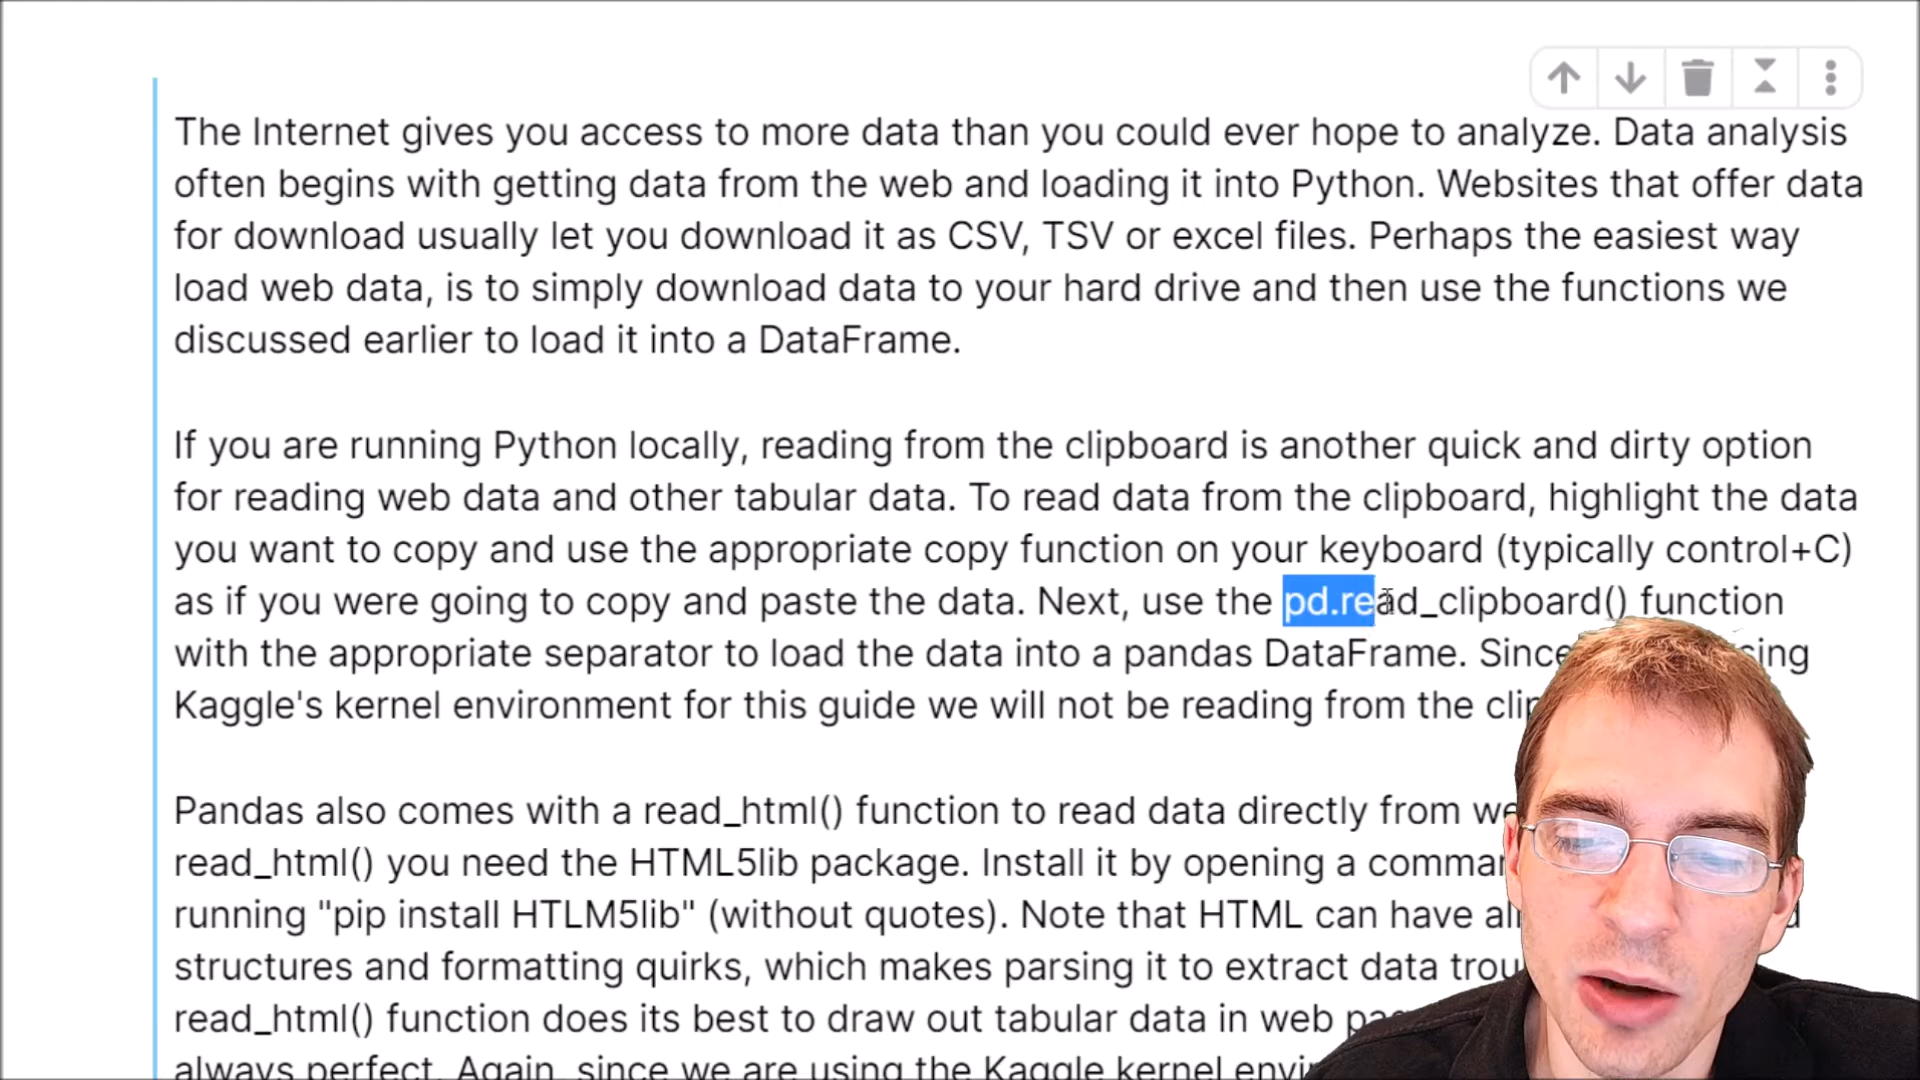 The Internet gives you access to more data than you could ever hope to analyze. Data analysis
often begins with getting data from the web and loading it into Python. Websites that offer data
for download usually let you download it as CSV, TSV or excel files. Perhaps the easiest way
load web data, is to simply download data to your hard drive and then use the functions we
discussed earlier to load it into a DataFrame.
If you are running Python locally, reading from the clipboard is another quick and dirty option
for reading web data and other tabular data. To read data from the clipboard, highlight the data
you want to copy and use the appropriate copy function on your keyboard (typically control+C)
as if you were going to copy and paste the data. Next, use the pd.read_clipboard() function
with the appropriate separator to load the data into a pandas DataFrame. Since
Kaggle's kernel environment for this guide we will not be reading from the
Pandas also comes with a read_html() function to read data directly from
read_html() you need the HTML5lib package. Install it by opening a
running "pip install HTLM5lib" (without quotes). Note that HTML can have
structures and formatting quirks, which makes parsing it to extract data
read_html() function does its best to draw out tabular data in web
always perfect. Again, since we are using the Kaggle kernel